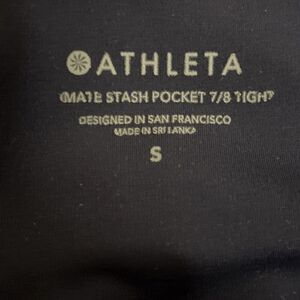 ATHLETA
MATE STASH POCKET 7/8 TIGHT
DESIGNED IN SAN FRANCISCO
MADE IN SRI LANKA
S